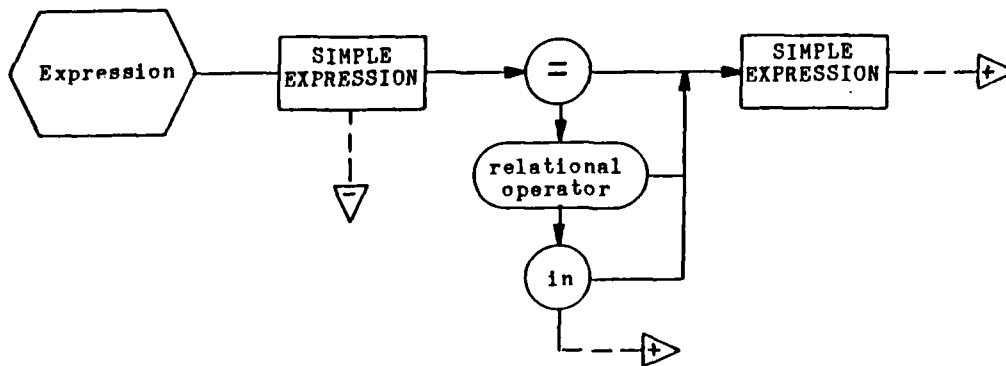 Expression
SIMPLE
EXPRESSION
=
SIMPLE
EXPRESSION
+
-
relational
operator
in
+